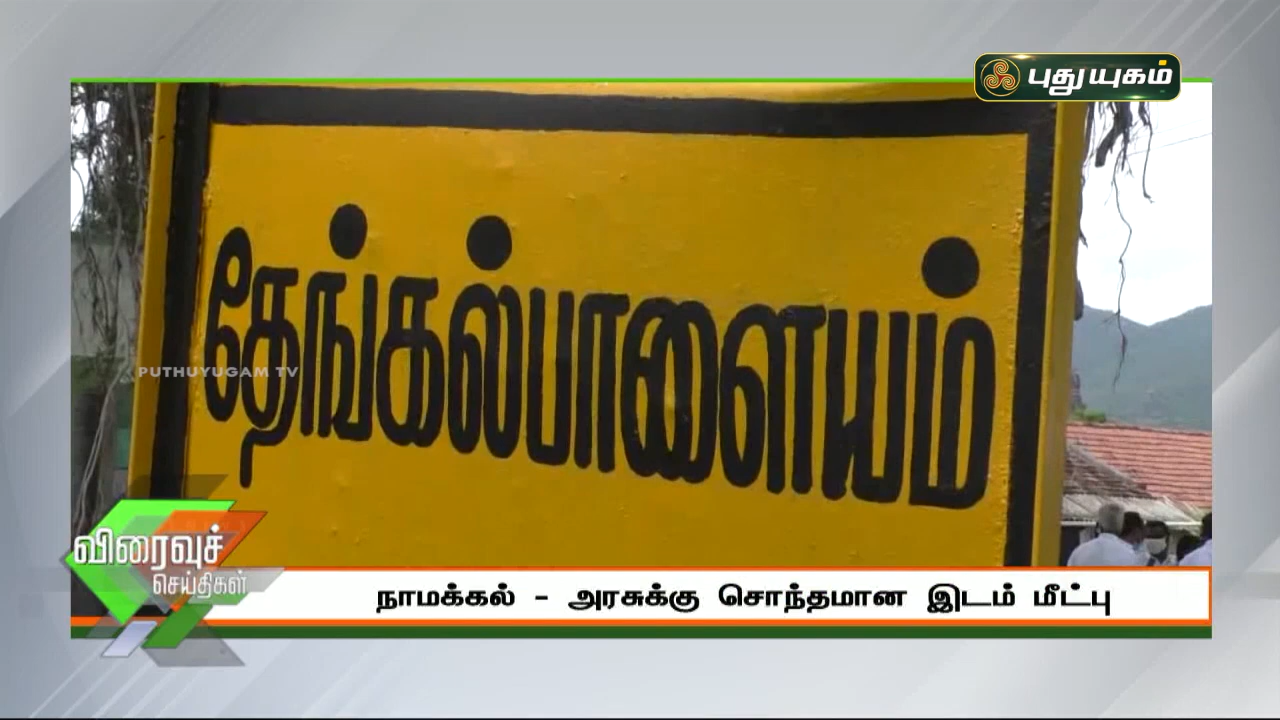 புதுயுகம்
தேங்கல்பாளையம்
PUTHUYUGAM TV
விரைவுச்
செய்திகள்
நாமக்கல் - அரசுக்கு சொந்தமான இடம் மீட்பு